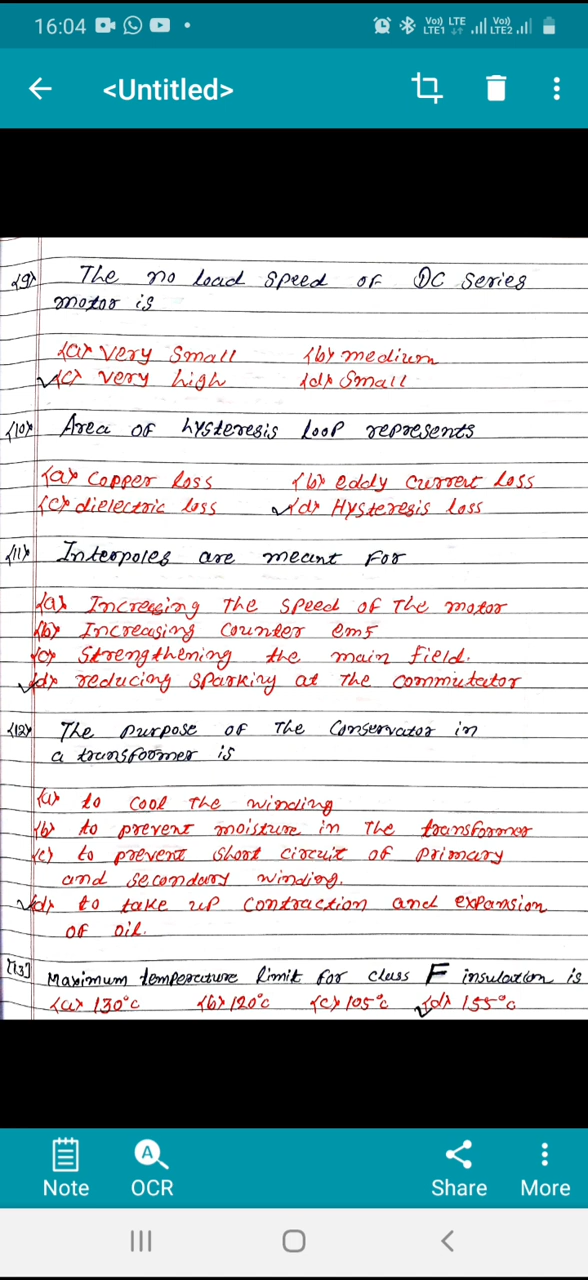 16:04
Vo)) LTE LTE1 Vo)) LTE2
<Untitled>
(9) The no load speed of DC series
motor is
(a) very small (b) medium
(c) very high (d) small
(10) Area of hysteresis loop represents
(a) Copper loss (b) eddy current loss
(c) dielectric loss (d) Hysteresis loss
(11) Interpoles are meant for
(a) Increasing the speed of the motor
(b) Increasing counter emf
(c) strengthening the main field.
(d) reducing sparking at the commutator
(12) The purpose of the conservator in
a transformer is
(a) to cool the winding
(b) to prevent moisture in the transformer
(c) to prevent short circuit of primary
and secondary winding.
(d) to take up contraction and expansion
of oil.
[13] Maximum temperature limit for class F insulation is
(a) 130°c (b) 120°c (c) 105°c (d) 155°c
A
Note OCR Share More